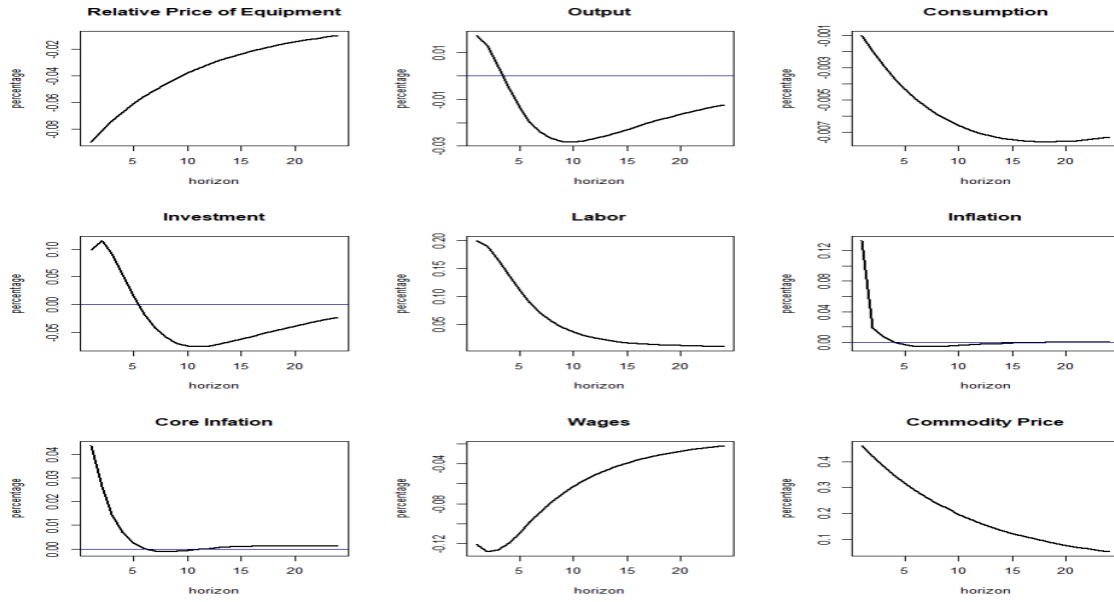 Relative Price of Equipment
percentage
-0.08 -0.06 -0.04 -0.02
5 10 15 20
horizon
Output
percentage
-0.03 -0.01 0.01
5 10 15 20
horizon
Consumption
percentage
-0.007 -0.005 -0.003 -0.001
5 10 15 20
horizon
Investment
percentage
-0.05 0.00 0.05 0.10
5 10 15 20
horizon
Labor
percentage
0.05 0.10 0.15 0.20
5 10 15 20
horizon
Inflation
percentage
0.00 0.04 0.08 0.12
5 10 15 20
horizon
Core Infation
percentage
0.00 0.01 0.02 0.03 0.04
5 10 15 20
horizon
Wages
percentage
-0.12 -0.08 -0.04
5 10 15 20
horizon
Commodity Price
percentage
0.1 0.2 0.3 0.4
5 10 15 20
horizon